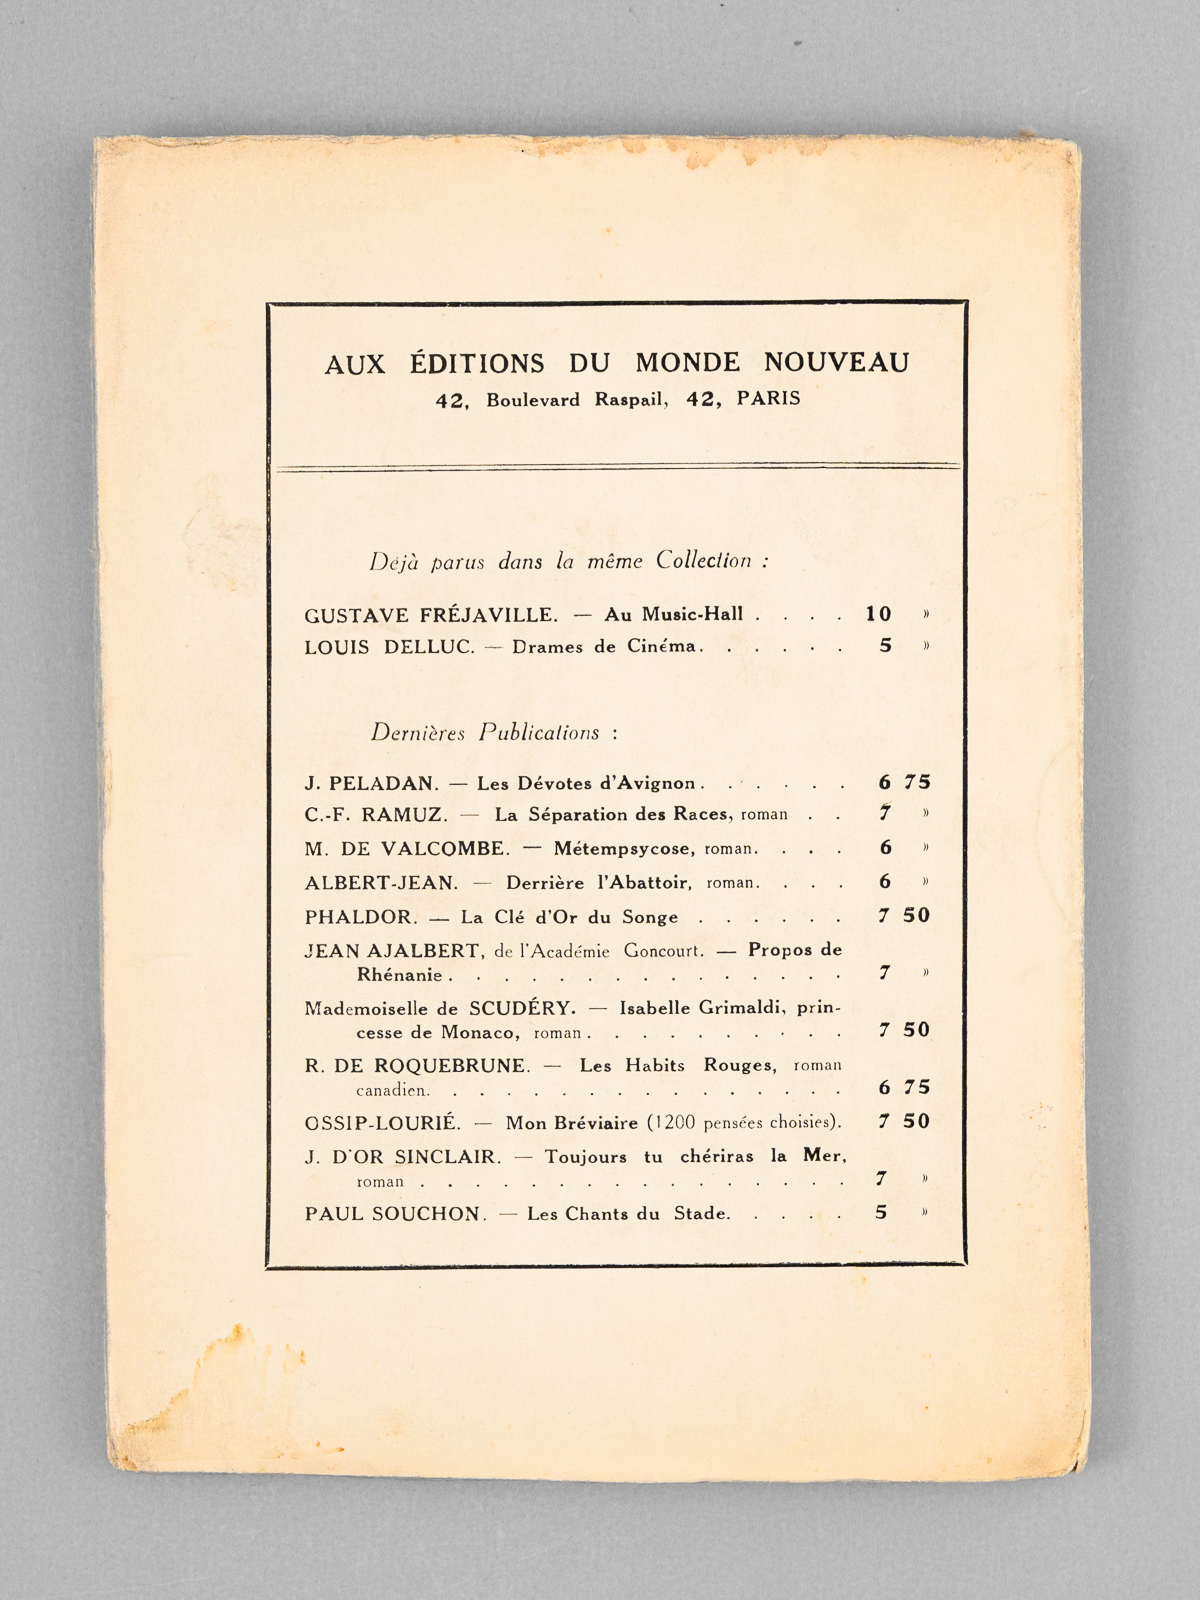 AUX ÉDITIONS DU MONDE NOUVEAU
42, Boulevard Raspail, 42, PARIS
Déjà parus dans la même Collection :
GUSTAVE FRÉJAVILLE. — Au Music-Hall . . . . 10 »
LOUIS DELLUC. — Drames de Cinéma. . . . . . 5 »
Dernières Publications :
J. PELADAN. — Les Dévotes d'Avignon. . . . . . 6 75
C.-F. RAMUZ. — La Séparation des Races, roman . . 7 »
M. DE VALCOMBE. — Métempsycose, roman. . . . 6 »
ALBERT-JEAN. — Derrière l'Abattoir, roman. . . . 6 »
PHALDOR. — La Clé d'Or du Songe . . . . . . 7 50
JEAN AJALBERT, de l'Académie Goncourt. — Propos de
Rhénanie . . . . . . . . . . . . . . . 7 »
Mademoiselle de SCUDÉRY. — Isabelle Grimaldi, prin-
cesse de Monaco, roman . . . . . . . . . . 7 50
R. DE ROQUEBRUNE. — Les Habits Rouges, roman
canadien. . . . . . . . . . . . . . . . 6 75
OSSIP-LOURIÉ. — Mon Bréviaire (1200 pensées choisies). 7 50
J. D'OR SINCLAIR. — Toujours tu chériras la Mer,
roman . . . . . . . . . . . . . . . . 7 »
PAUL SOUCHON. — Les Chants du Stade. . . . . 5 »